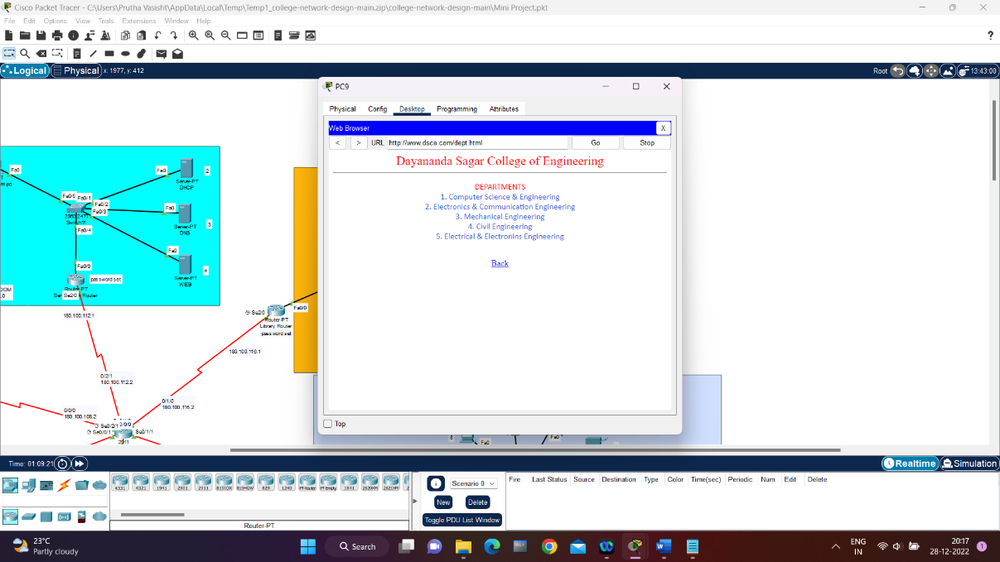 Cisco Packet Tracer - C:\Users\Prutha Vasisht\AppData\Local\Temp\Temp1_college-network-design-main.zip\college-network-design-main\Mini Project.pkt
File Edit Options View Tools Extensions Window Help
?
Logical Physical x: 1977, y: 412
Root 13:43:00
PC9
Physical Config Desktop Programming Attributes
Web Browser X
< > URL http://www.dsce.com/dept.html Go Stop
Dayananda Sagar College of Engineering
DEPARTMENTS
1. Computer Science & Engineering
2. Electronics & Communication Engineering
3. Mechanical Engineering
4. Civil Engineering
5. Electrical & Electronins Engineering
Back
Top
Fa0
Fa0 2
Server-PT
DHCP
Fa0/5 Fa0/1
Fa0/2
Fa0/3
Switch11
Fa0/4
Fa0 3
Server-PT
DNS
Fa0
4
Server-PT
WEB
Fa0/0
password set
Router-PT
Se2/0 Router
180.100.112.1
Se2/0 Fa0/0
Router-PT
Library Router
password set
180.100.116.1
0/2/1
180.100.112.2
0/1/0
180.100.116.2
0/0/0
180.100.108.2
Se0/2/1 0/0/0
Se0/0/1 Se0/1/1
2911
8 Fa0 Fa0
Time: 01:09:21 Realtime Simulation
4331 4321 1941 2901 2911 819IOX 819HGW 829 1240 PT-Router PT-Empty 1841 2620XM 2621XM
Router-PT
Scenario 0
New Delete
Toggle PDU List Window
Fire Last Status Source Destination Type Color Time(sec) Periodic Num Edit Delete
23°C
Partly cloudy
Search
ENG
IN
20:17
28-12-2022
1